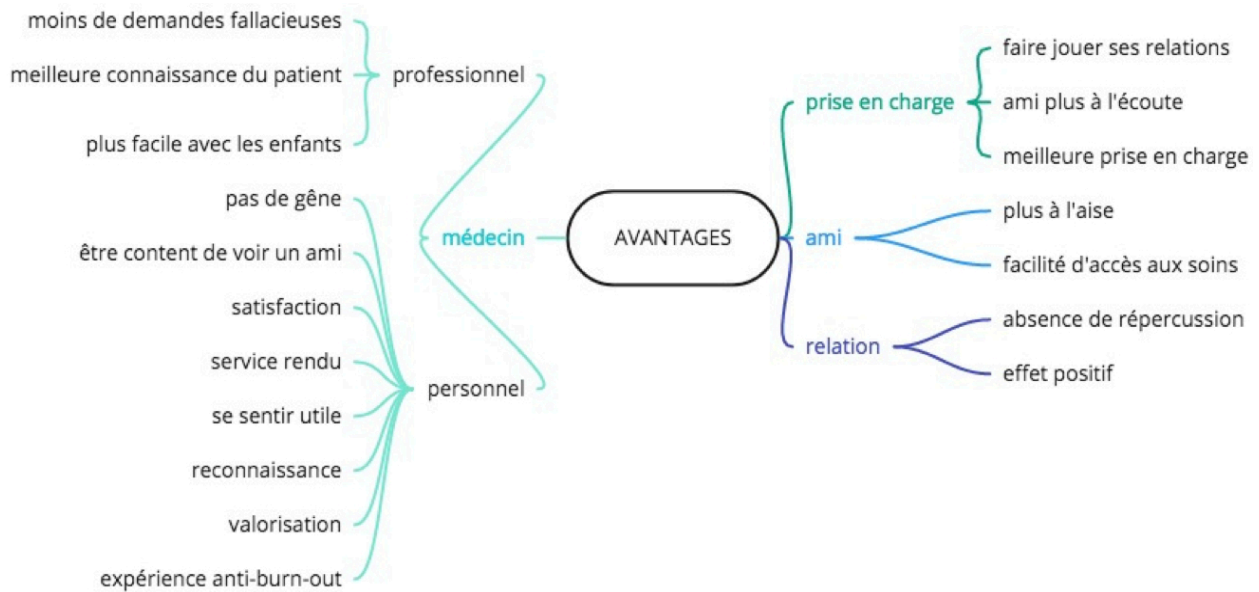 moins de demandes fallacieuses
meilleure connaissance du patient
plus facile avec les enfants
professionnel
pas de gêne
être content de voir un ami
satisfaction
service rendu
se sentir utile
reconnaissance
valorisation
expérience anti-burn-out
personnel
médecin
AVANTAGES
prise en charge
faire jouer ses relations
ami plus à l'écoute
meilleure prise en charge
ami
plus à l'aise
facilité d'accès aux soins
relation
absence de répercussion
effet positif